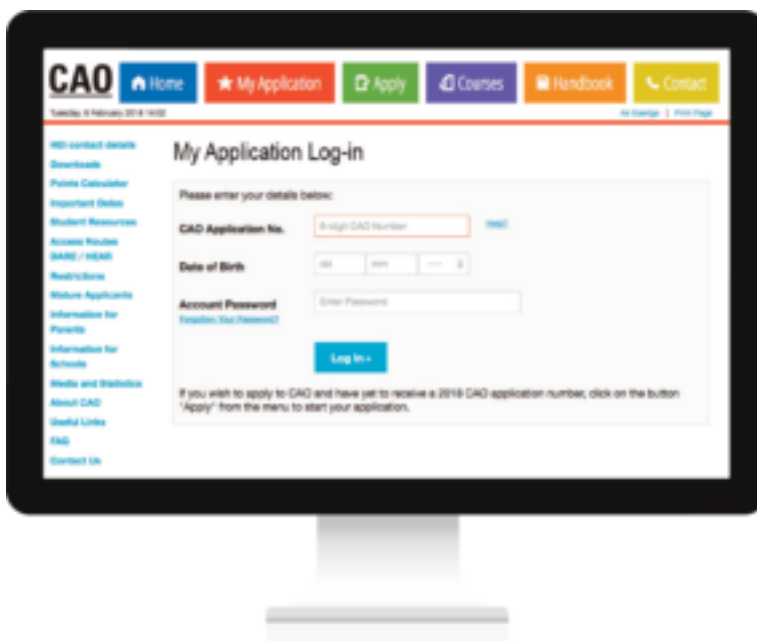 CAO
Home
My Application
Apply
Courses
Handbook
Contact
Tuesday, 6 February 2018 14:02
As Gaeilge | Print Page
HEI contact details
Downloads
Points Calculator
Important Dates
Student Resources
Access Routes
DARE / HEAR
Restrictions
Mature Applicants
Information for
Parents
Information for
Schools
Media and Statistics
About CAO
Useful Links
FAQ
Contact Us
My Application Log-in
Please enter your details below:
CAO Application No.
8-digit CAO Number
Date of Birth
dd
mm
----
Account Password
Enter Password
Forgotten Your Password?
Log in »
If you wish to apply to CAO and have yet to receive a 2018 CAO application number, click on the button
"Apply" from the menu to start your application.